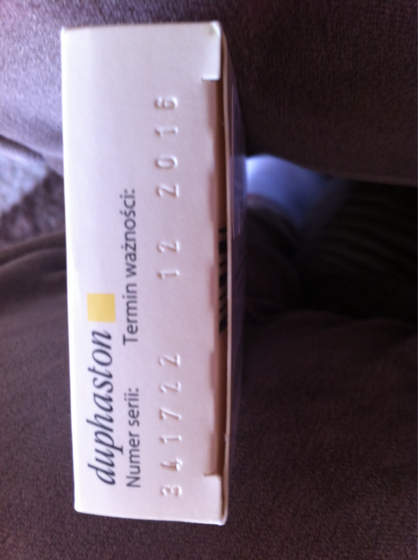 duphaston
Numer serii: Termin ważności:
341722 12 2016